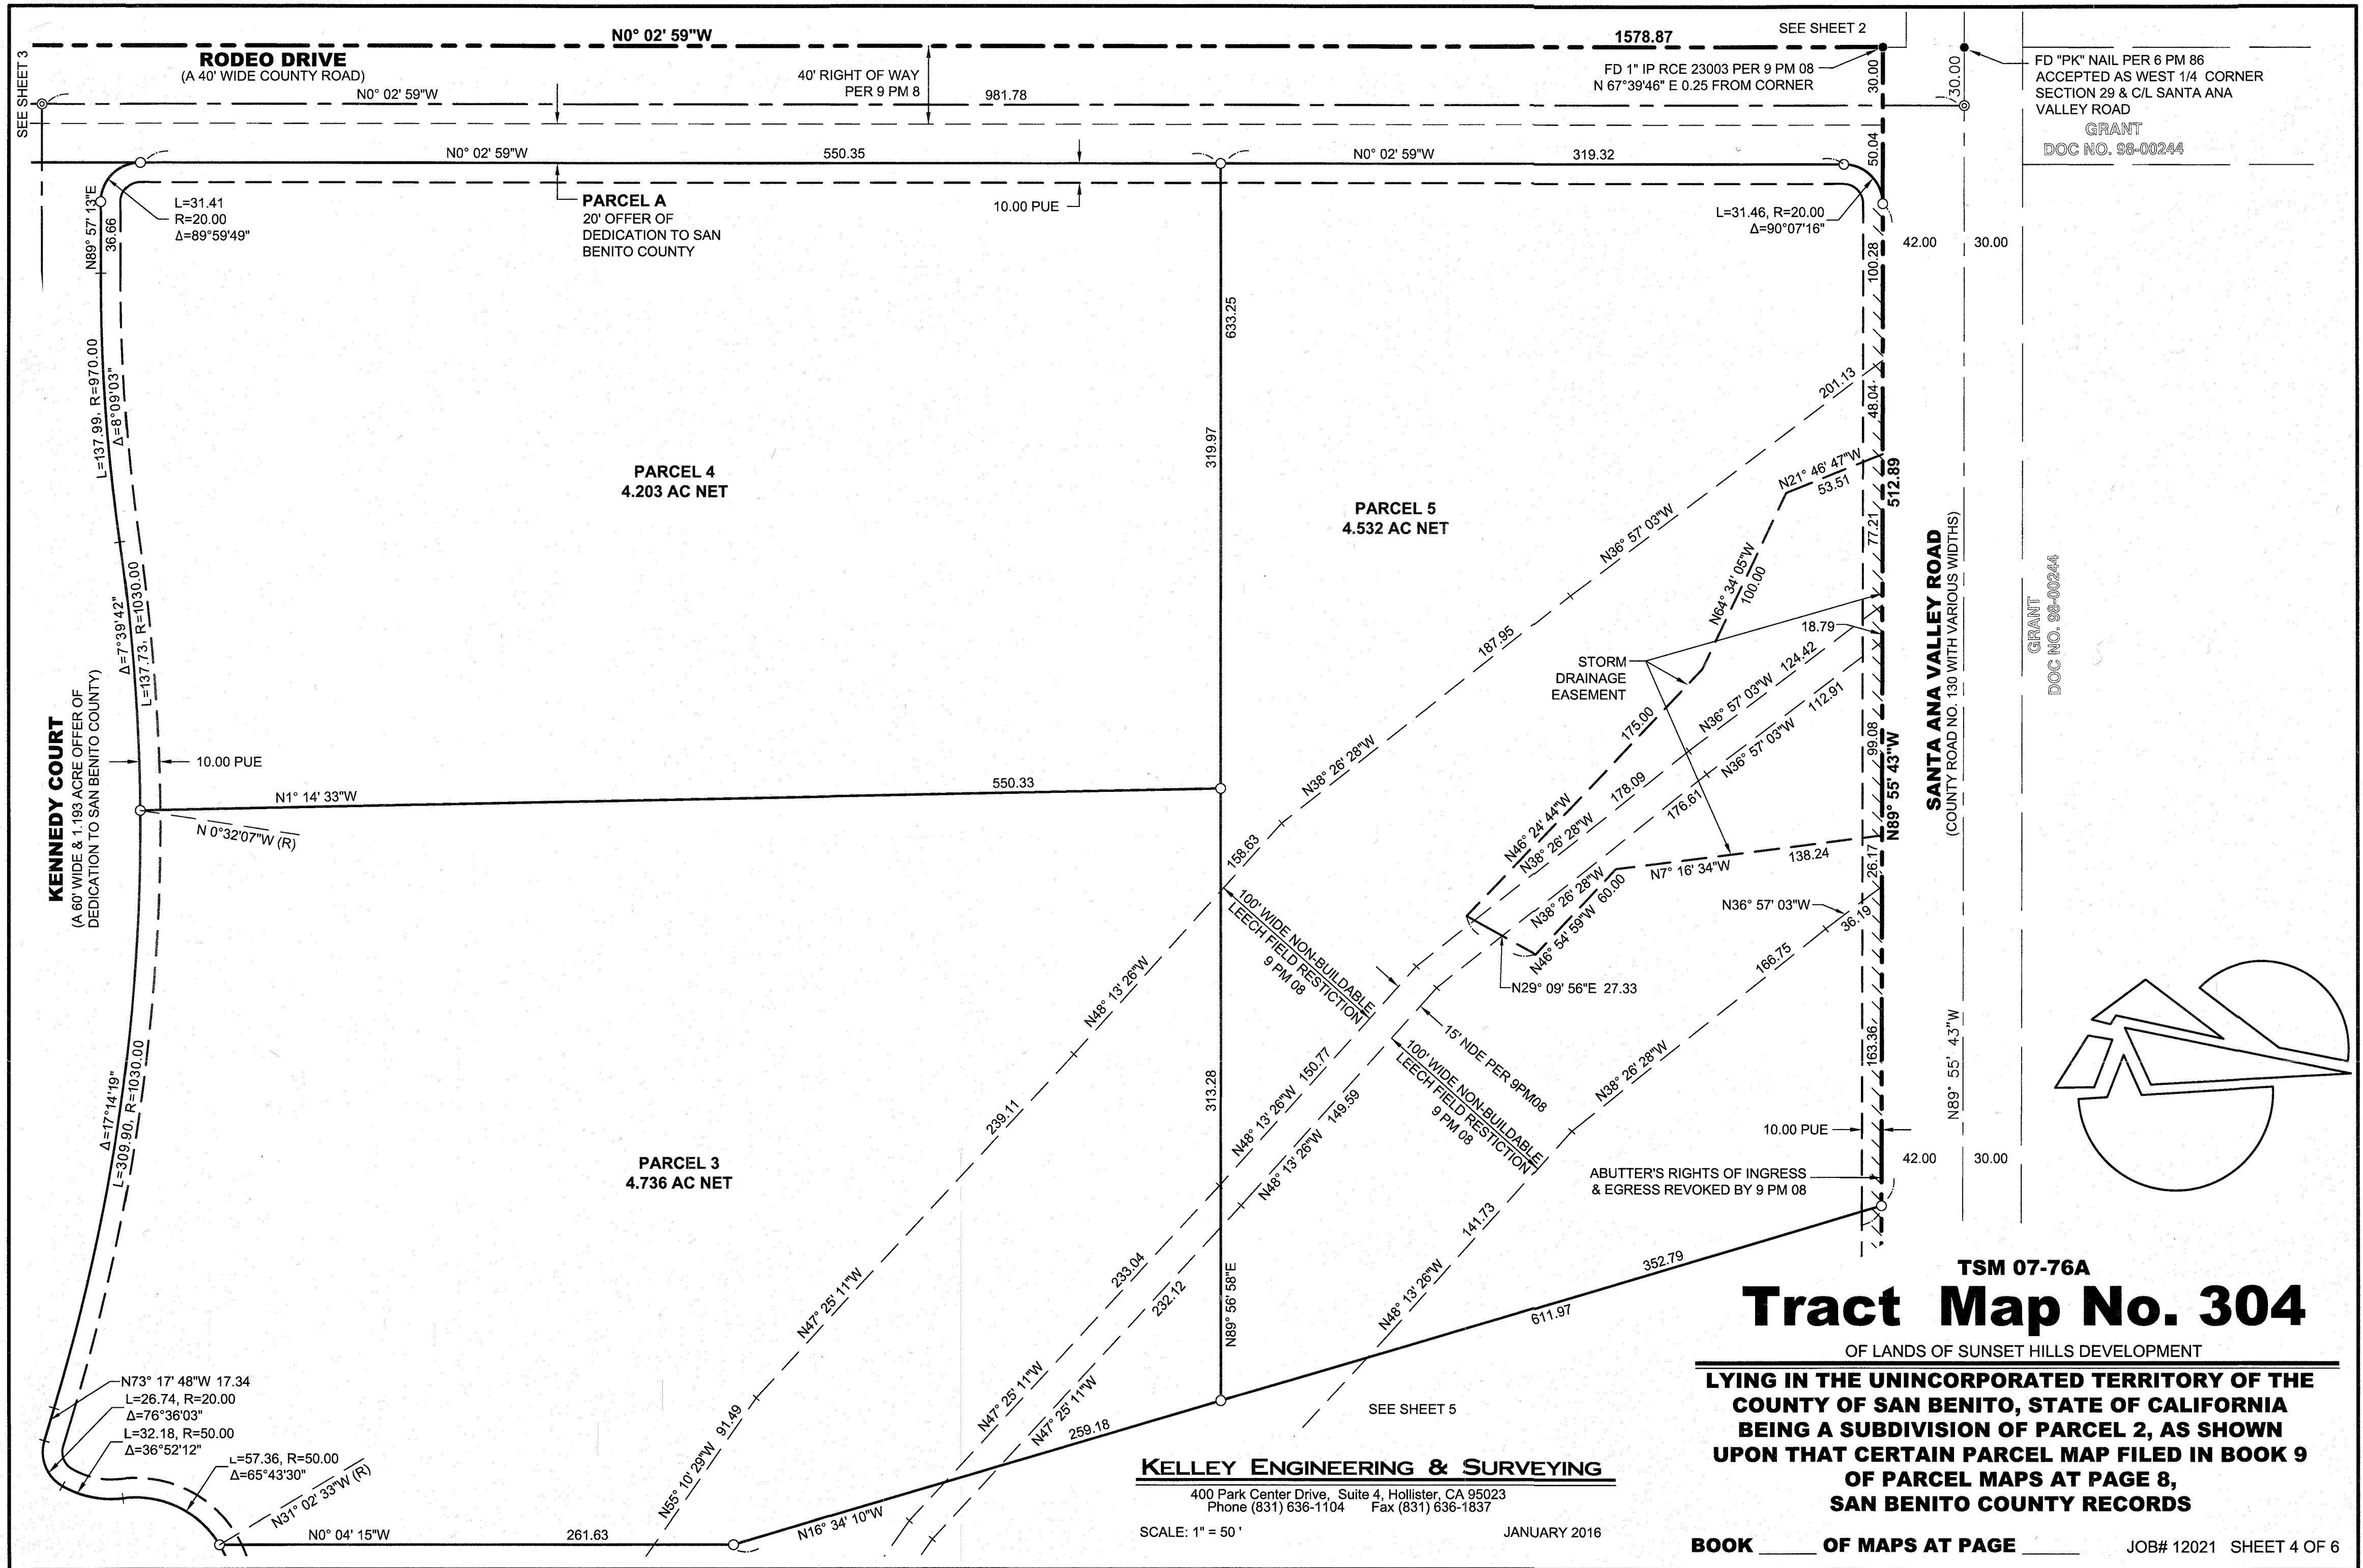 SEE SHEET 3
RODEO DRIVE
(A 40' WIDE COUNTY ROAD)
N0° 02' 59"W
1578.87
SEE SHEET 2
N0° 02' 59"W
981.78
40' RIGHT OF WAY
PER 9 PM 8
FD 1" IP RCE 23003 PER 9 PM 08
N 67°39'46" E 0.25 FROM CORNER
30.00
30.00
FD "PK" NAIL PER 6 PM 86
ACCEPTED AS WEST 1/4 CORNER
SECTION 29 & C/L SANTA ANA
VALLEY ROAD
GRANT
DOC NO. 98-00244
50.04
N0° 02' 59"W
550.35
N0° 02' 59"W
319.32
N89° 57' 13"E
36.66
L=31.41
R=20.00
Δ=89°59'49"
PARCEL A
20' OFFER OF
DEDICATION TO SAN
BENITO COUNTY
10.00 PUE
L=31.46, R=20.00
Δ=90°07'16"
42.00
30.00
100.28
633.25
319.97
L=137.99, R=970.00
Δ=8°09'03"
PARCEL 4
4.203 AC NET
PARCEL 5
4.532 AC NET
201.13
48.04
N21° 46' 47"W
53.51
512.89
N36° 57' 03"W
77.21
N64° 34' 05"W
100.00
187.95
18.79
STORM
DRAINAGE
EASEMENT
SANTA ANA VALLEY ROAD
(COUNTY ROAD NO. 130 WITH VARIOUS WIDTHS)
GRANT
DOC NO. 98-00244
Δ=7°39'42"
L=137.73, R=1030.00
KENNEDY COURT
(A 60' WIDE & 1.193 ACRE OFFER OF
DEDICATION TO SAN BENITO COUNTY)
10.00 PUE
N1° 14' 33"W
550.33
N 0°32'07"W (R)
N38° 26' 28"W
175.00
N46° 24' 44"W
N36° 57' 03"W
124.42
N36° 57' 03"W
112.91
178.09
N38° 26' 28"W
176.61
N38° 26' 28"W
99.08
N89° 55' 43"W
158.63
N46° 54' 59"W
60.00
N7° 16' 34"W
138.24
26.17
N36° 57' 03"W
36.19
166.75
100' WIDE NON-BUILDABLE
LEECH FIELD RESTICTION
9 PM 08
N29° 09' 56"E 27.33
N48° 13' 26"W
239.11
15' NDE PER 9PM08
100' WIDE NON-BUILDABLE
LEECH FIELD RESTICTION
9 PM 08
N38° 26' 28"W
163.36
N89° 55' 43"W
Δ=17°14'19"
L=309.90, R=1030.00
313.28
N48° 13' 26"W
150.77
N48° 13' 26"W
149.59
10.00 PUE
42.00
30.00
PARCEL 3
4.736 AC NET
ABUTTER'S RIGHTS OF INGRESS
& EGRESS REVOKED BY 9 PM 08
141.73
N48° 13' 26"W
352.79
611.97
N47° 25' 11"W
233.04
232.12
N89° 56' 58"E
N47° 25' 11"W
N47° 25' 11"W
259.18
SEE SHEET 5
N73° 17' 48"W 17.34
L=26.74, R=20.00
Δ=76°36'03"
L=32.18, R=50.00
Δ=36°52'12"
L=57.36, R=50.00
Δ=65°43'30"
N31° 02' 33"W (R)
N0° 04' 15"W
261.63
N55° 10' 29"W 91.49
N16° 34' 10"W
KELLEY ENGINEERING & SURVEYING
400 Park Center Drive, Suite 4, Hollister, CA 95023
Phone (831) 636-1104 Fax (831) 636-1837
SCALE: 1" = 50 '
JANUARY 2016
TSM 07-76A
Tract Map No. 304
OF LANDS OF SUNSET HILLS DEVELOPMENT
LYING IN THE UNINCORPORATED TERRITORY OF THE
COUNTY OF SAN BENITO, STATE OF CALIFORNIA
BEING A SUBDIVISION OF PARCEL 2, AS SHOWN
UPON THAT CERTAIN PARCEL MAP FILED IN BOOK 9
OF PARCEL MAPS AT PAGE 8,
SAN BENITO COUNTY RECORDS
BOOK ______ OF MAPS AT PAGE ______
JOB# 12021 SHEET 4 OF 6